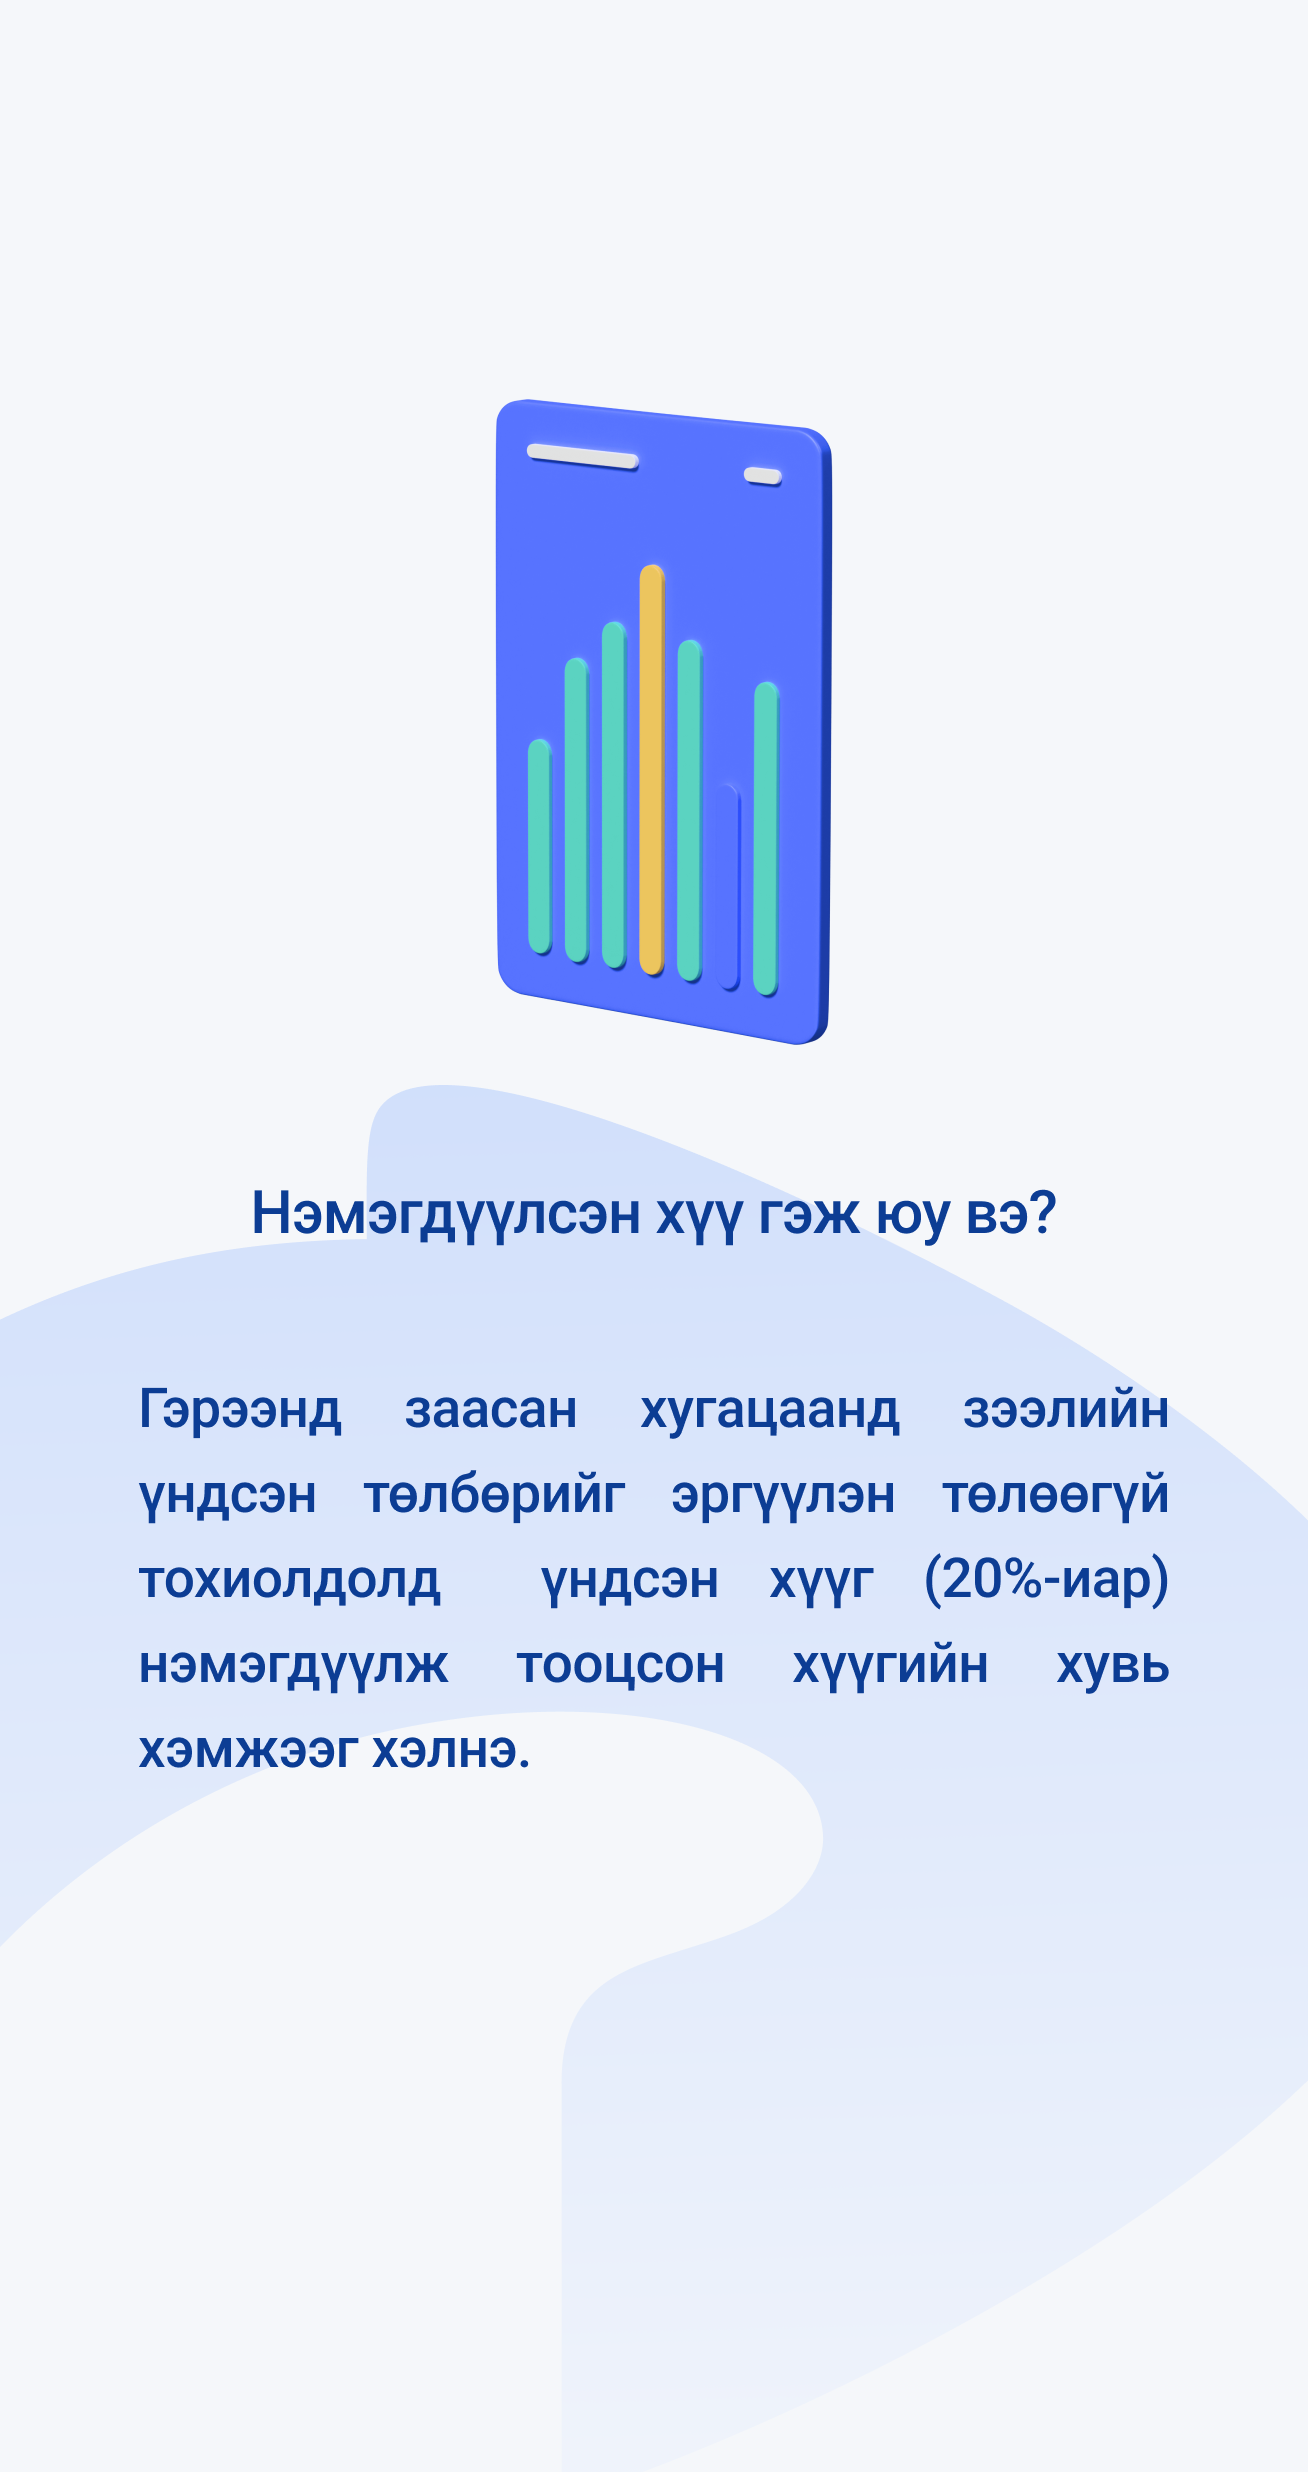 Нэмэгдүүлсэн хүү гэж юу вэ?
Гэрээнд заасан хугацаанд зээлийн
үндсэн төлбөрийг эргүүлэн төлөөгүй
тохиолдолд үндсэн хүүг (20%-иар)
нэмэгдүүлж тооцсон хүүгийн хувь
хэмжээг хэлнэ.